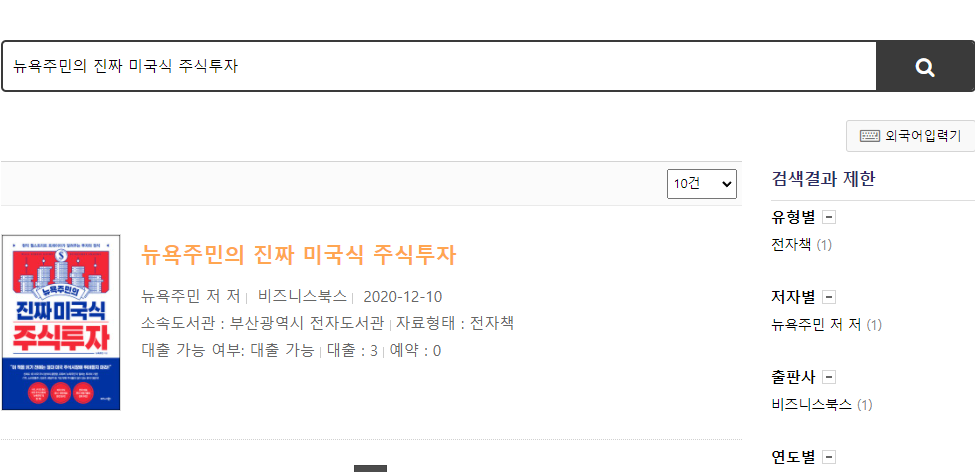 뉴욕주민의 진짜 미국식 주식투자
외국어입력기
10건
검색결과 제한
유형별
전자책 (1)
뉴욕주민의
진짜 미국식
주식투자
뉴욕주민의 진짜 미국식 주식투자
뉴욕주민 저 저 | 비즈니스북스 | 2020-12-10
소속도서관 : 부산광역시 전자도서관 | 자료형태 : 전자책
대출 가능 여부: 대출 가능 | 대출 : 3 | 예약 : 0
저자별
뉴욕주민 저 저 (1)
출판사
비즈니스북스 (1)
연도별